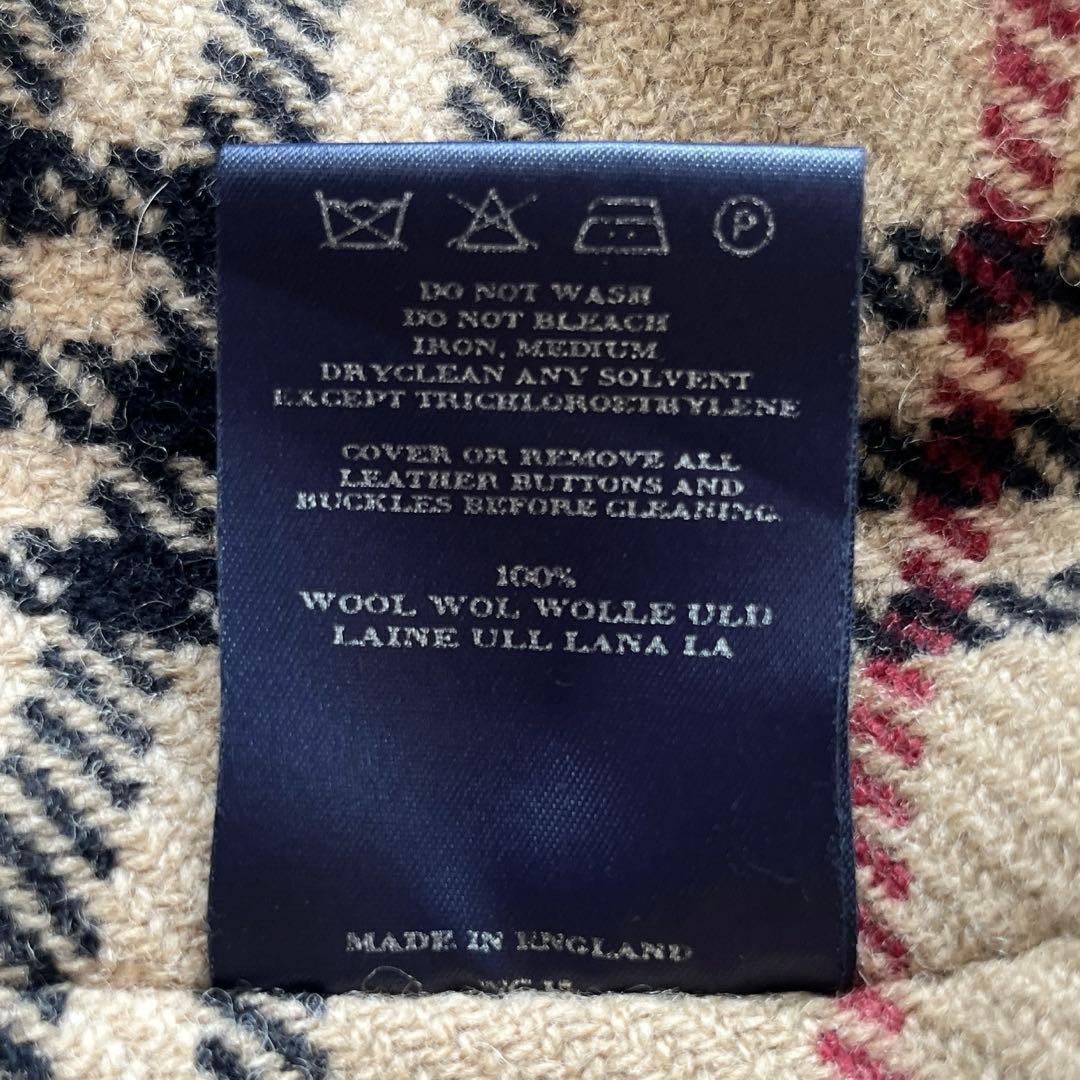 P
DO NOT WASH
DO NOT BLEACH
IRON, MEDIUM
DRYCLEAN ANY SOLVENT
EXCEPT TRICHLOROETHYLENE
COVER OR REMOVE ALL
LEATHER BUTTONS AND
BUCKLES BEFORE CLEANING.
100%
WOOL WOL WOLLE ULD
LAINE ULL LANA LA
MADE IN ENGLAND